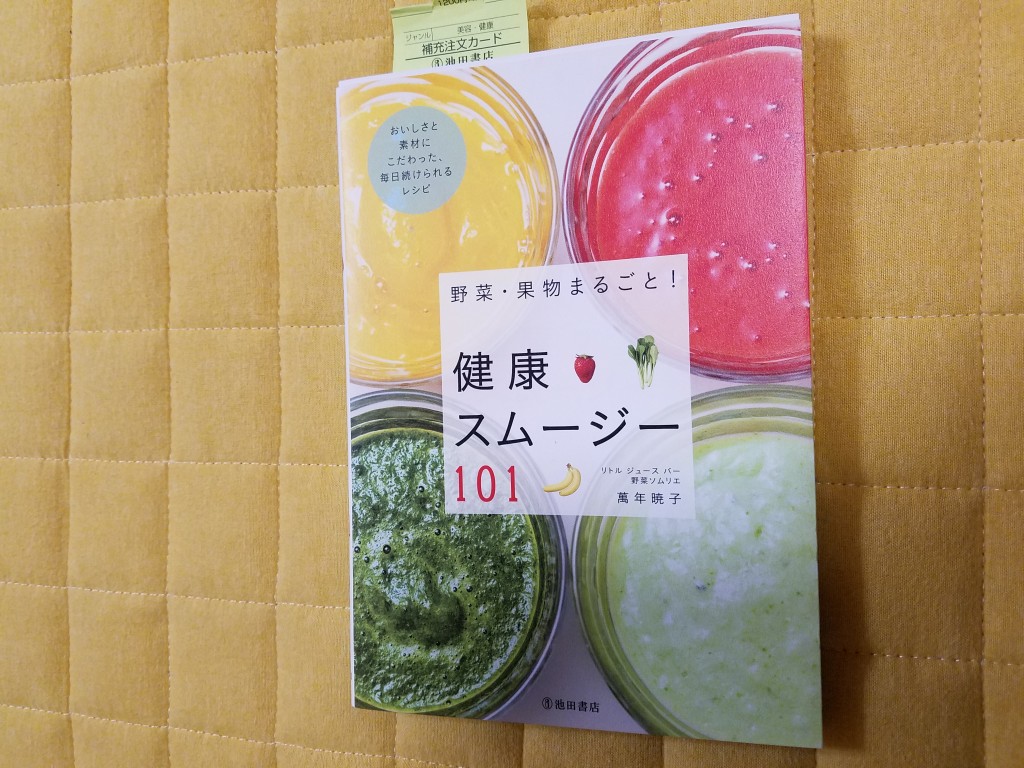 ジャンル 美容・健康
補充注文カード
池田書店
おいしさと
素材に
こだわった、
毎日続けられる
レシピ
野菜・果物まるごと!
健康
スムージー
101
リトル ジュース バー
野菜ソムリエ
萬年暁子
池田書店